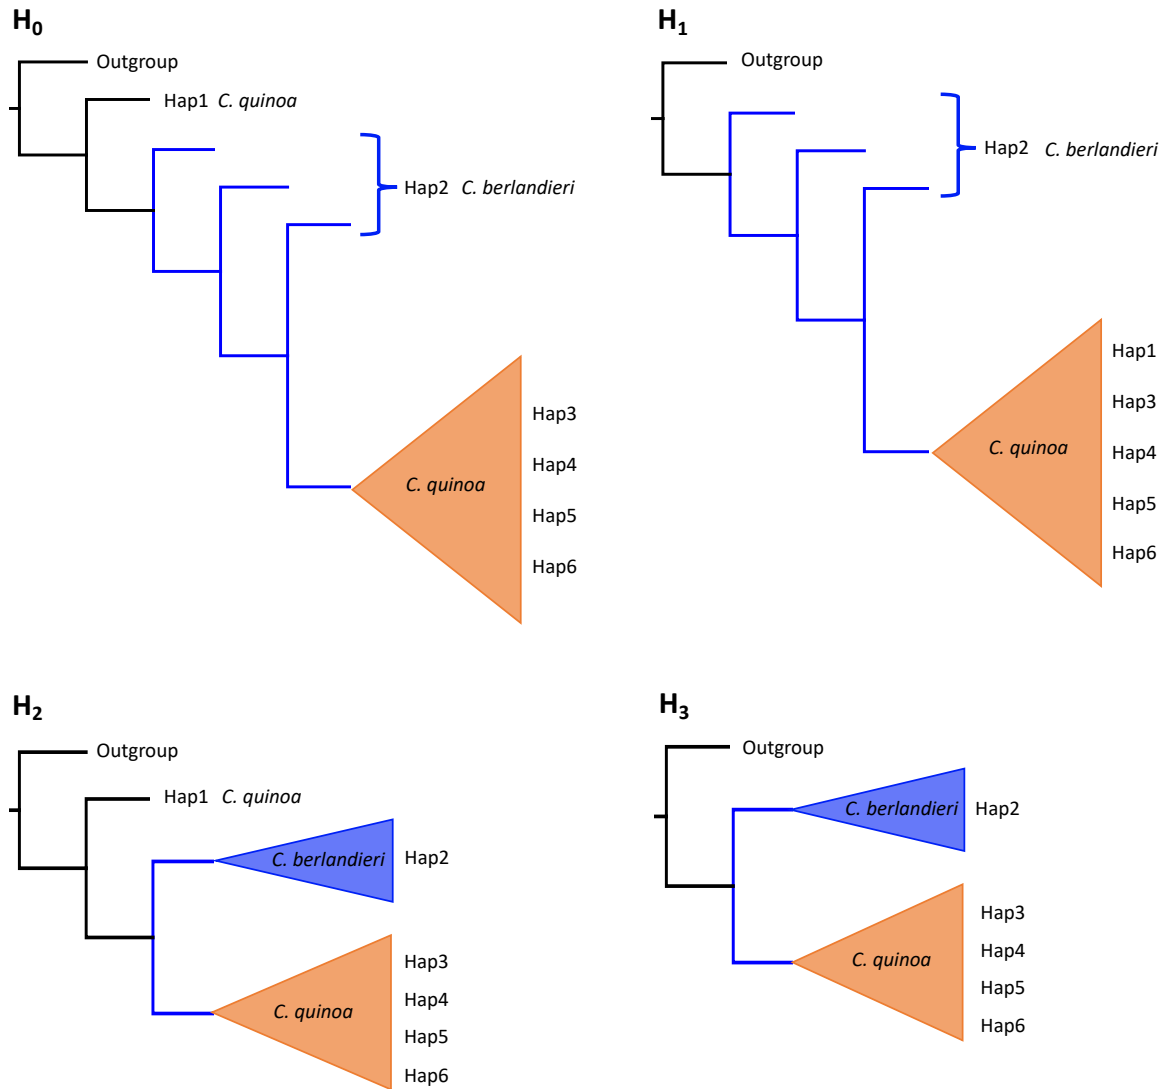 H0
Outgroup
Hap1 C. quinoa
Hap2 C. berlandieri
C. quinoa
Hap3
Hap4
Hap5
Hap6
H1
Outgroup
Hap2 C. berlandieri
C. quinoa
Hap1
Hap3
Hap4
Hap5
Hap6
H2
Outgroup
Hap1 C. quinoa
C. berlandieri Hap2
C. quinoa
Hap3
Hap4
Hap5
Hap6
H3
Outgroup
C. berlandieri Hap2
C. quinoa
Hap3
Hap4
Hap5
Hap6